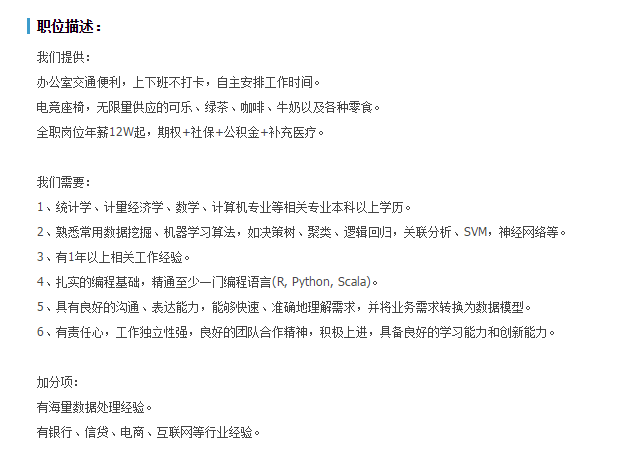 职位描述：
我们提供：
办公室交通便利，上下班不打卡，自主安排工作时间。
电竞座椅，无限量供应的可乐、绿茶、咖啡、牛奶以及各种零食。
全职岗位年薪12W起，期权+社保+公积金+补充医疗。
我们需要：
1、统计学、计量经济学、数学、计算机专业等相关专业本科以上学历。
2、熟悉常用数据挖掘、机器学习算法，如决策树、聚类、逻辑回归，关联分析、SVM，神经网络等。
3、有1年以上相关工作经验。
4、扎实的编程基础，精通至少一门编程语言(R, Python, Scala)。
5、具有良好的沟通、表达能力，能够快速、准确地理解需求，并将业务需求转换为数据模型。
6、有责任心，工作独立性强，良好的团队合作精神，积极上进，具备良好的学习能力和创新能力。
加分项：
有海量数据处理经验。
有银行、信贷、电商、互联网等行业经验。